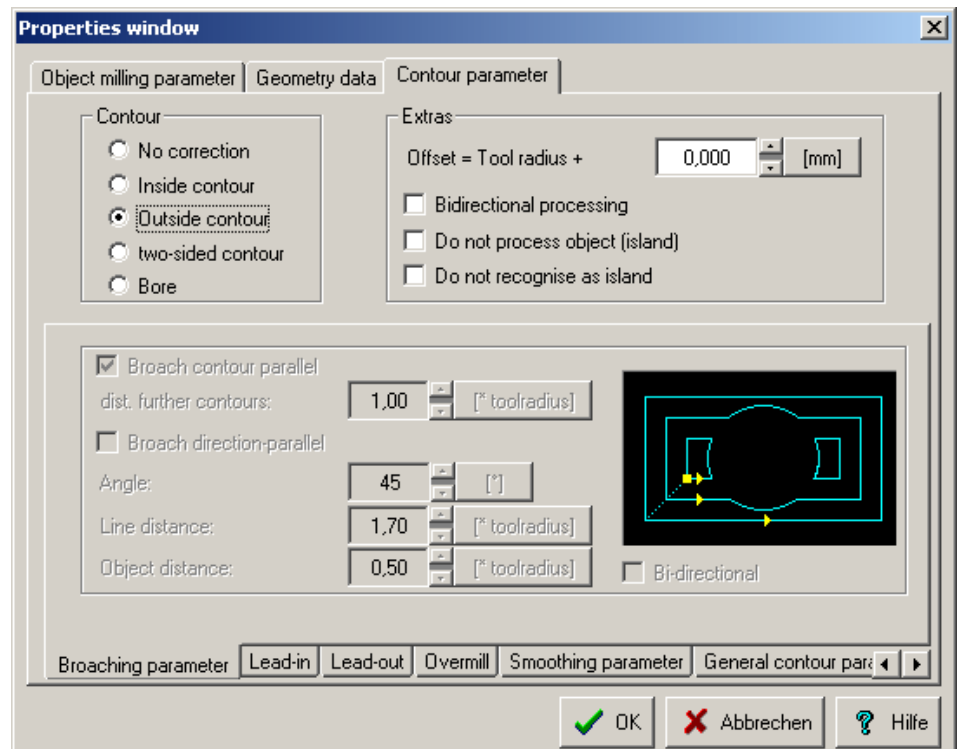 Properties window
Object milling parameter Geometry data Contour parameter
Contour
No correction
Inside contour
Outside contour
two-sided contour
Bore
Extras
Offset = Tool radius + 0,000 [mm]
Bidirectional processing
Do not process object (island)
Do not recognise as island
Broach contour parallel
dist. further contours: 1,00 [* toolradius]
Broach direction-parallel
Angle: 45 [°]
Line distance: 1,70 [* toolradius]
Object distance: 0,50 [* toolradius]
Bi-directional
Broaching parameter Lead-in Lead-out Overmill Smoothing parameter General contour para
OK Abbrechen Hilfe